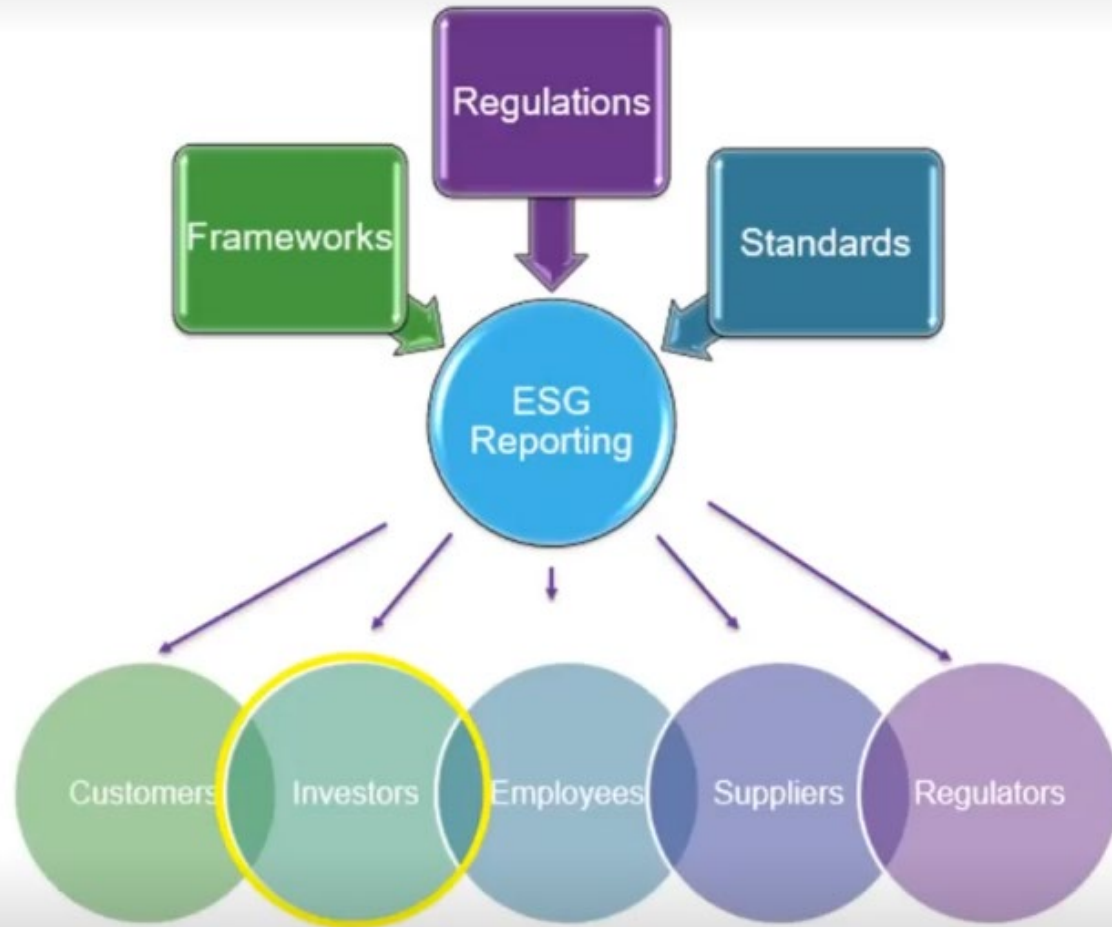 Regulations
Frameworks
Standards
ESG
Reporting
Customers
Investors
Employees
Suppliers
Regulators